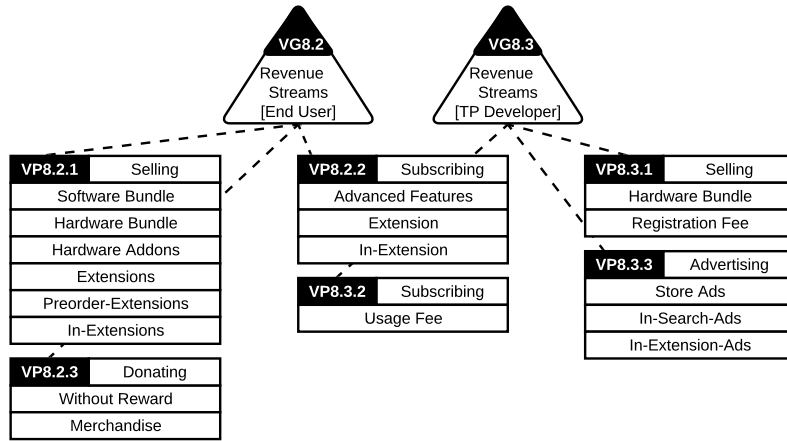 VG8.2
Revenue
Streams
[End User]
VG8.3
Revenue
Streams
[TP Developer]
VP8.2.1 Selling
Software Bundle
Hardware Bundle
Hardware Addons
Extensions
Preorder-Extensions
In-Extensions
VP8.2.3 Donating
Without Reward
Merchandise
VP8.2.2 Subscribing
Advanced Features
Extension
In-Extension
VP8.3.2 Subscribing
Usage Fee
VP8.3.1 Selling
Hardware Bundle
Registration Fee
VP8.3.3 Advertising
Store Ads
In-Search-Ads
In-Extension-Ads